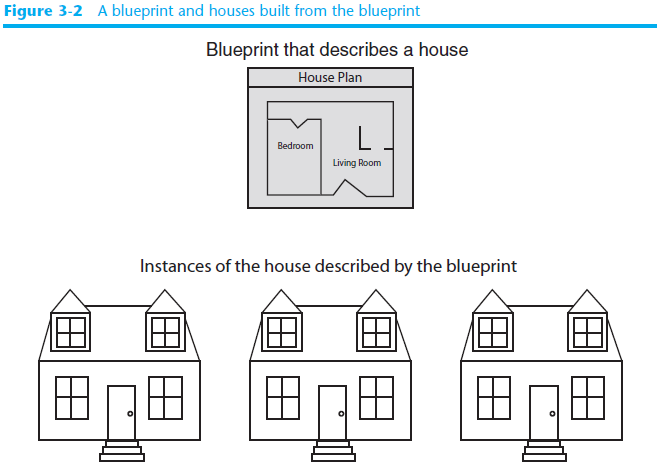 Figure 3-2 A blueprint and houses built from the blueprint
Blueprint that describes a house
House Plan
Bedroom
Living Room
Instances of the house described by the blueprint